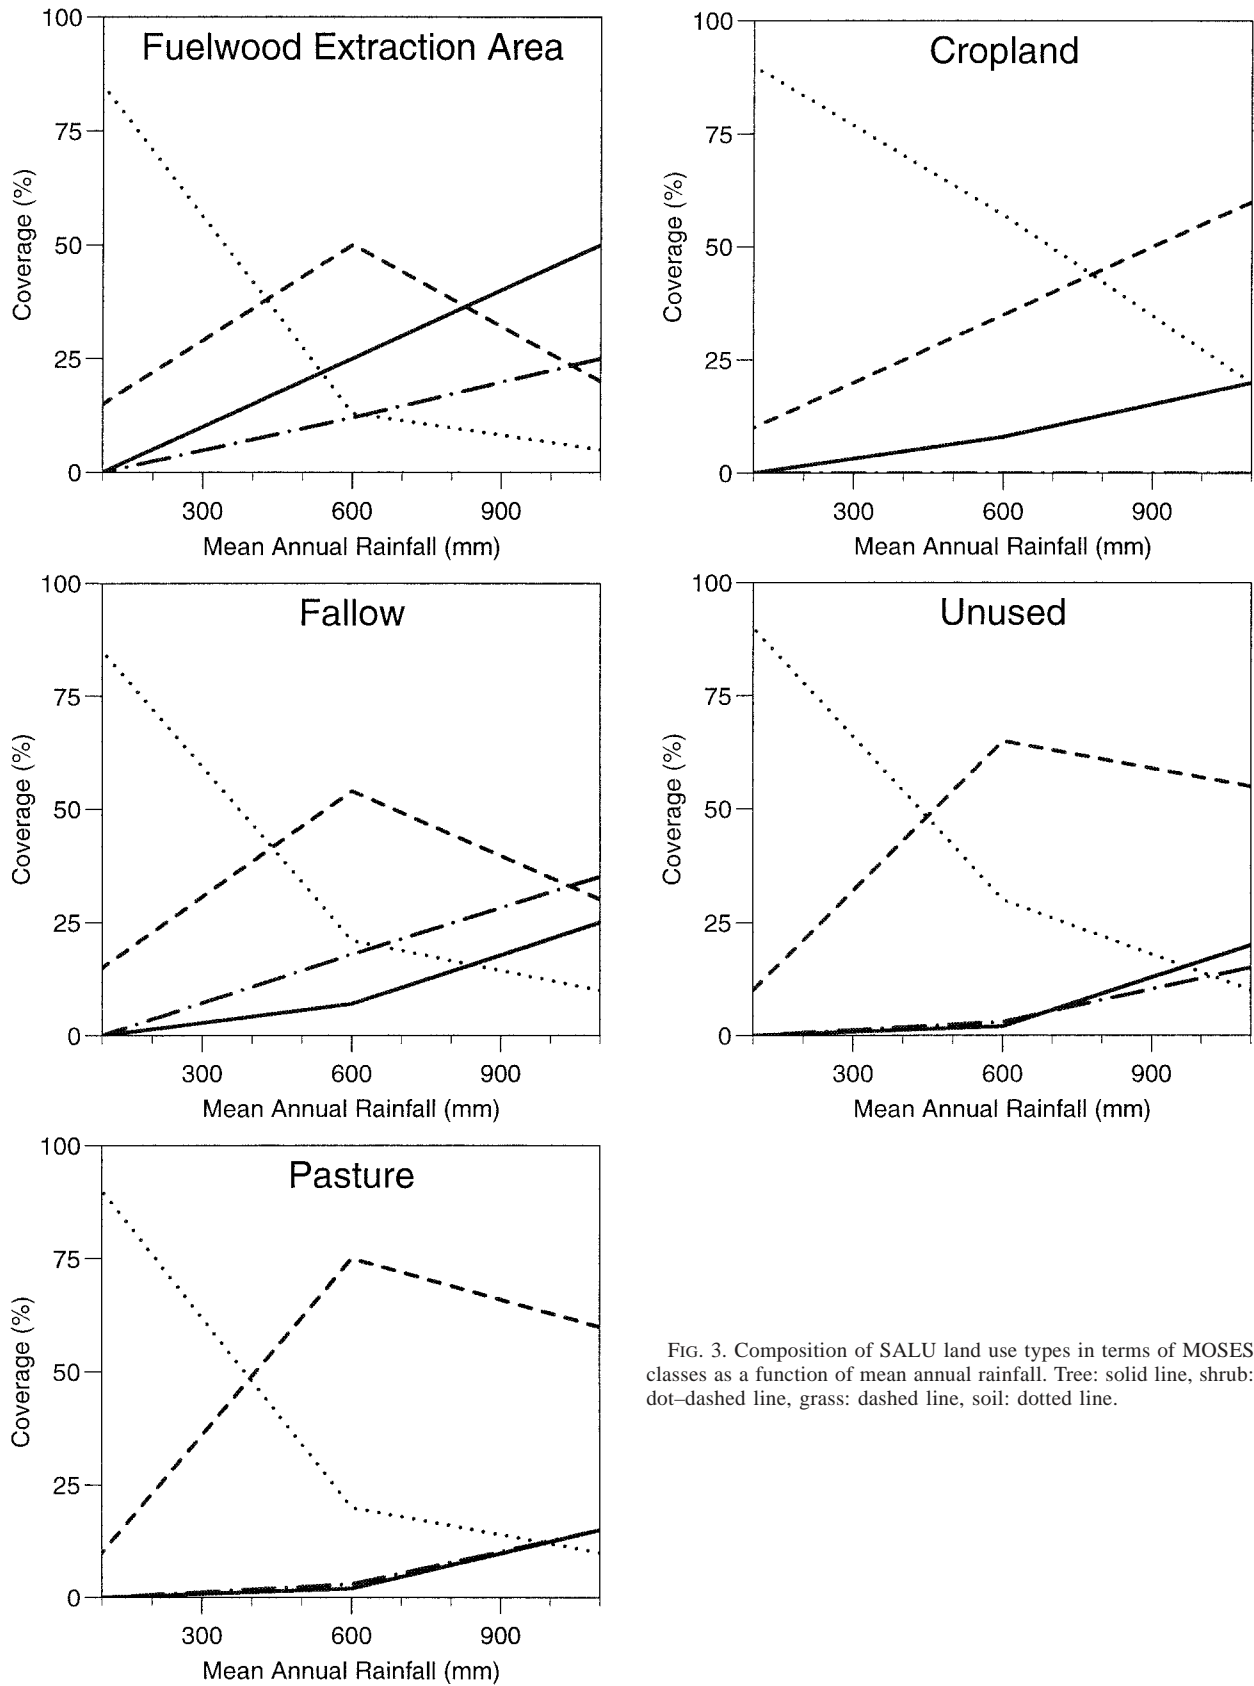 Fuelwood Extraction Area
100
75
50
25
0
Coverage (%)
300 600 900
Mean Annual Rainfall (mm)
Cropland
100
75
50
25
0
Coverage (%)
300 600 900
Mean Annual Rainfall (mm)
Fallow
100
75
50
25
0
Coverage (%)
300 600 900
Mean Annual Rainfall (mm)
Unused
100
75
50
25
0
Coverage (%)
300 600 900
Mean Annual Rainfall (mm)
Pasture
100
75
50
25
0
Coverage (%)
300 600 900
Mean Annual Rainfall (mm)
FIG. 3. Composition of SALU land use types in terms of MOSES
classes as a function of mean annual rainfall. Tree: solid line, shrub:
dot–dashed line, grass: dashed line, soil: dotted line.